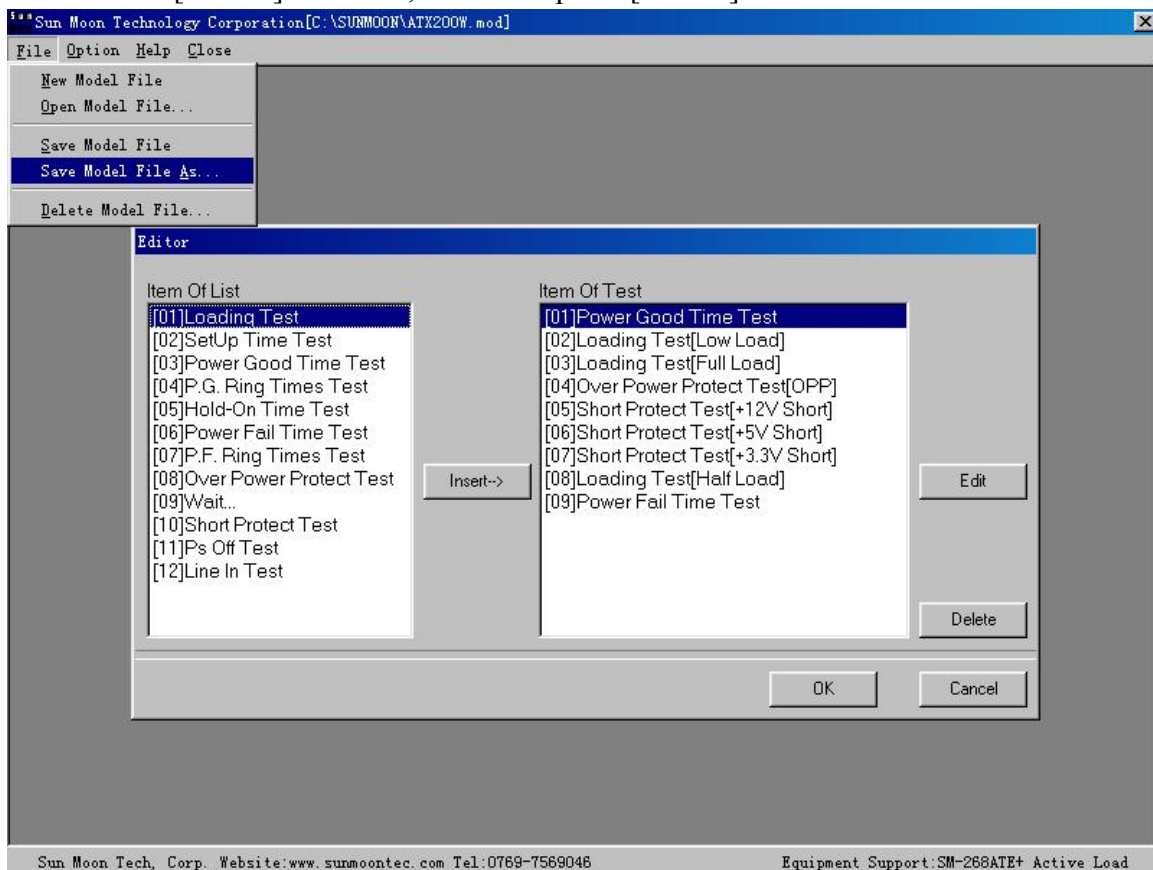 Sun Moon Technology Corporation[C:\SUNMOON\ATX200W.mod]
File Option Help Close
New Model File
Open Model File...
Save Model File
Save Model File As...
Delete Model File...
Editor
Item Of List
[01]Loading Test
[02]SetUp Time Test
[03]Power Good Time Test
[04]P.G. Ring Times Test
[05]Hold-On Time Test
[06]Power Fail Time Test
[07]P.F. Ring Times Test
[08]Over Power Protect Test
[09]Wait...
[10]Short Protect Test
[11]Ps Off Test
[12]Line In Test
Insert-->
Item Of Test
[01]Power Good Time Test
[02]Loading Test[Low Load]
[03]Loading Test[Full Load]
[04]Over Power Protect Test[OPP]
[05]Short Protect Test[+12V Short]
[06]Short Protect Test[+5V Short]
[07]Short Protect Test[+3.3V Short]
[08]Loading Test[Half Load]
[09]Power Fail Time Test
Edit
Delete
OK
Cancel
Sun Moon Tech, Corp. Website:www.sunmoontec.com Tel:0769-7569046
Equipment Support:SM-268ATE+ Active Load